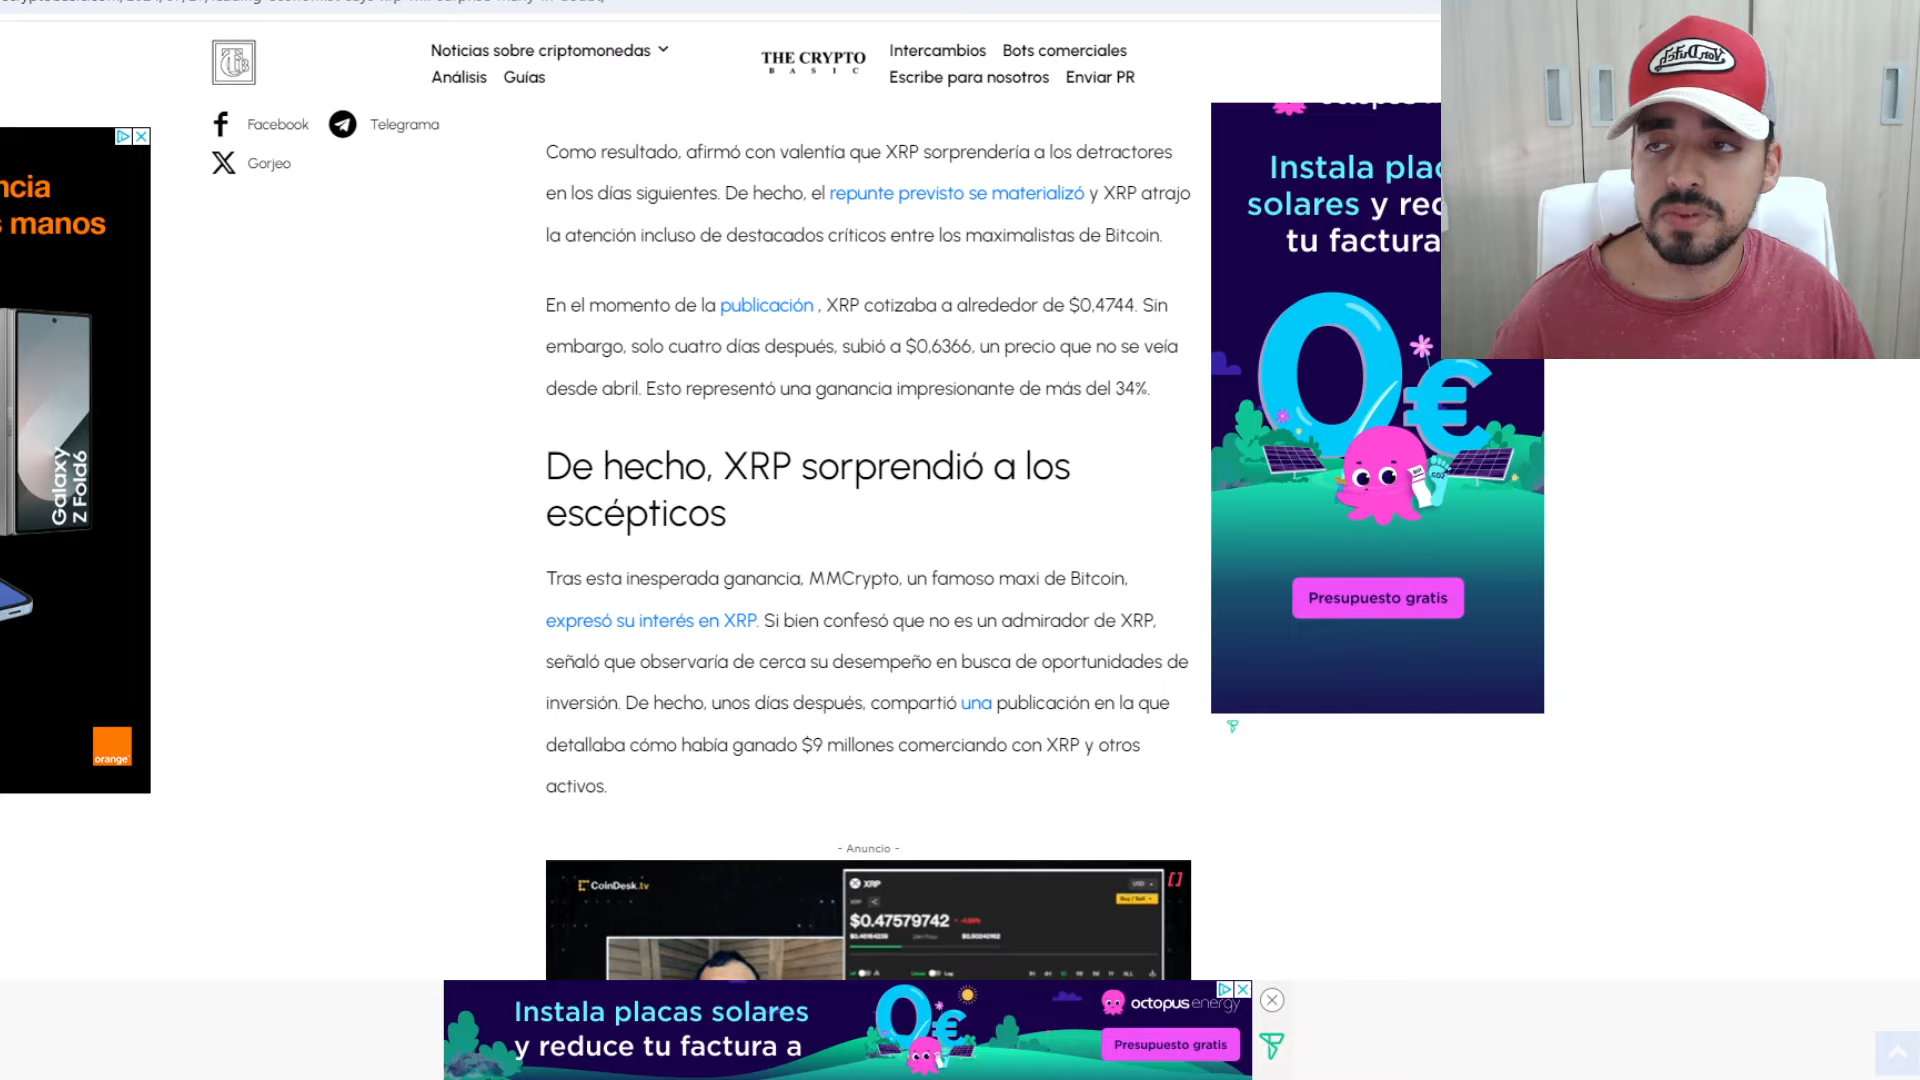 Noticias sobre criptomonedas
Análisis Guías
THE CRYPTO
BASIC
Intercambios Bots comerciales
Escribe para nosotros Enviar PR
Facebook
Telegrama
Gorjeo
Como resultado, afirmó con valentía que XRP sorprendería a los detractores
en los días siguientes. De hecho, el repunte previsto se materializó y XRP atrajo
la atención incluso de destacados críticos entre los maximalistas de Bitcoin.
En el momento de la publicación , XRP cotizaba a alrededor de $0,4744. Sin
embargo, solo cuatro días después, subió a $0,6366, un precio que no se veía
desde abril. Esto representó una ganancia impresionante de más del 34%.
De hecho, XRP sorprendió a los
escépticos
Tras esta inesperada ganancia, MMCrypto, un famoso maxi de Bitcoin,
expresó su interés en XRP. Si bien confesó que no es un admirador de XRP,
señaló que observaría de cerca su desempeño en busca de oportunidades de
inversión. De hecho, unos días después, compartió una publicación en la que
detallaba cómo había ganado $9 millones comerciando con XRP y otros
activos.
- Anuncio -
CoinDesk.tv
XRP
USD
Buy / Sell
$0.47579742
ncia
s manos
Galaxy
Z Fold6
orange
Instala plac
solares y red
tu factura
0€
CO2
Presupuesto gratis
Von Dutch
Instala placas solares
y reduce tu factura a
0€
octopus energy
Presupuesto gratis